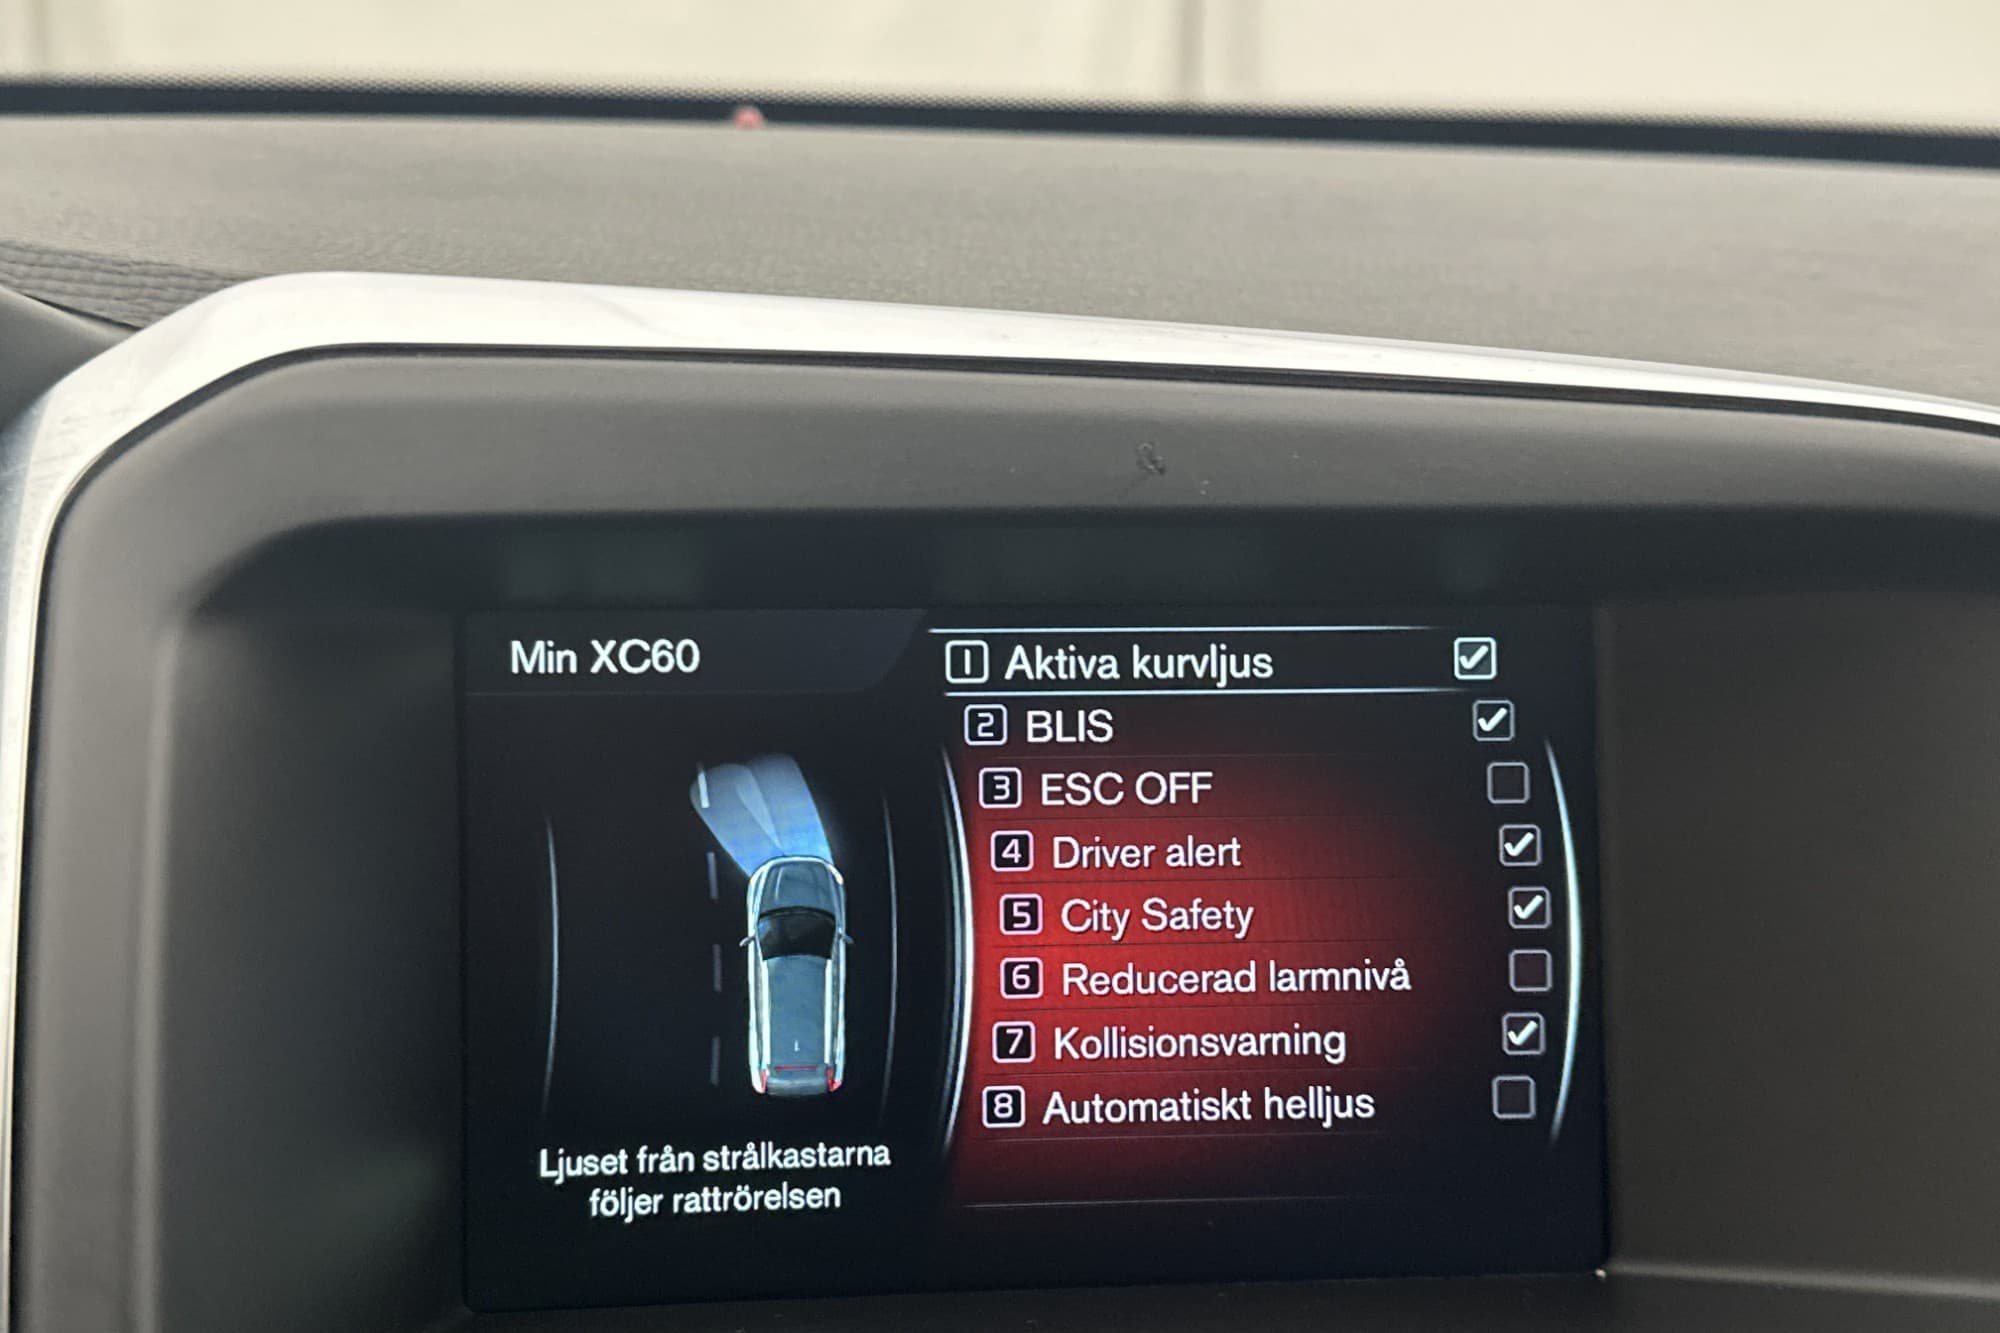 Min XC60
1 Aktiva kurvljus
2 BLIS
3 ESC OFF
4 Driver alert
5 City Safety
6 Reducerad larmnivå
7 Kollisionsvarning
8 Automatiskt helljus
Ljuset från strålkastarna
följer rattrörelsen